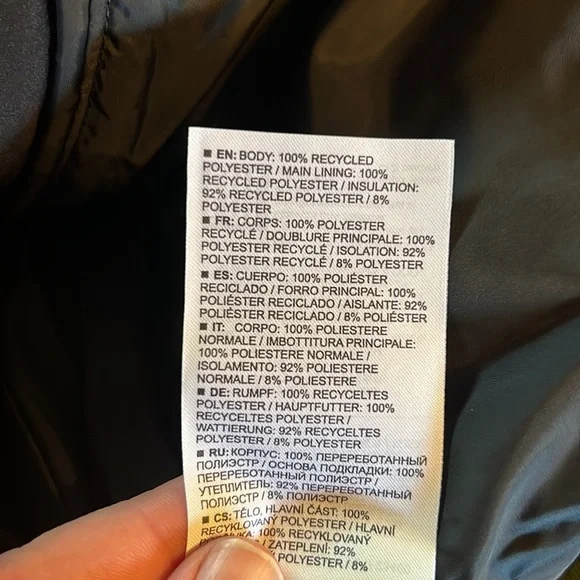 ■ EN: BODY: 100% RECYCLED
POLYESTER / MAIN LINING: 100%
RECYCLED POLYESTER / INSULATION:
92% RECYCLED POLYESTER / 8%
POLYESTER
■ FR: CORPS: 100% POLYESTER
RECYCLÉ / DOUBLURE PRINCIPALE: 100%
POLYESTER RECYCLÉ / ISOLATION: 92%
POLYESTER RECYCLÉ / 8% POLYESTER
■ ES: CUERPO: 100% POLIÉSTER
RECICLADO / FORRO PRINCIPAL: 100%
POLIÉSTER RECICLADO / AISLANTE: 92%
POLIÉSTER RECICLADO / 8% POLIÉSTER
■ IT: CORPO: 100% POLIESTERE
NORMALE / IMBOTTITURA PRINCIPALE:
100% POLIESTERE NORMALE /
ISOLAMENTO: 92% POLIESTERE
NORMALE / 8% POLIESTERE
■ DE: RUMPF: 100% RECYCELTES
POLYESTER / HAUPTFUTTER: 100%
RECYCELTES POLYESTER /
WATTIERUNG: 92% RECYCELTES
POLYESTER / 8% POLYESTER
■ RU: КОРПУС: 100% ПЕРЕРАБОТАННЫЙ
ПОЛИЭСТР / ОСНОВА ПОДКЛАДКИ: 100%
ПЕРЕРАБОТАННЫЙ ПОЛИЭСТР /
УТЕПЛИТЕЛЬ: 92% ПЕРЕРАБОТАННЫЙ
ПОЛИЭСТР / 8% ПОЛИЭСТР
■ CS: TĚLO, HLAVNÍ ČÁST: 100%
RECYKLOVANÝ POLYESTER / HLAVNÍ
100% RECYKLOVANÝ
/ ZATEPLENÍ: 92%
POLYESTER / 8%